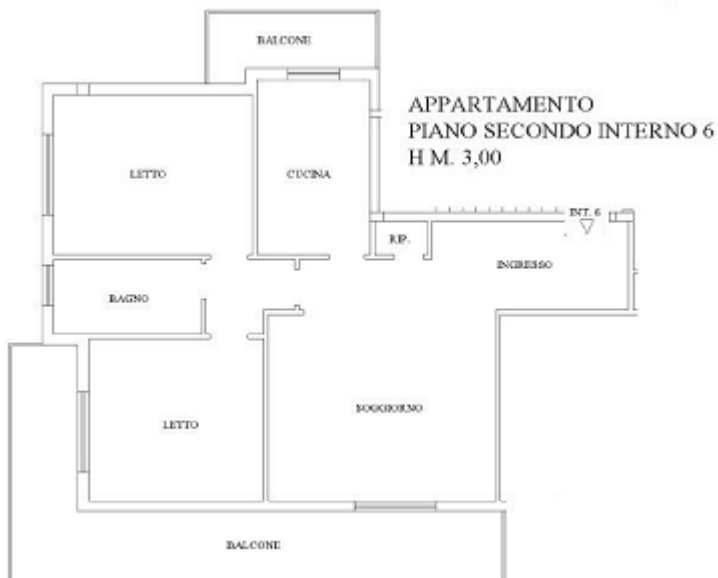 BALCONE
APPARTAMENTO
PIANO SECONDO INTERNO 6
H M. 3,00
LETTO
CUCINA
INT. 6
RIP.
INGRESSO
BAGNO
SOGGIORNO
LETTO
BALCONE